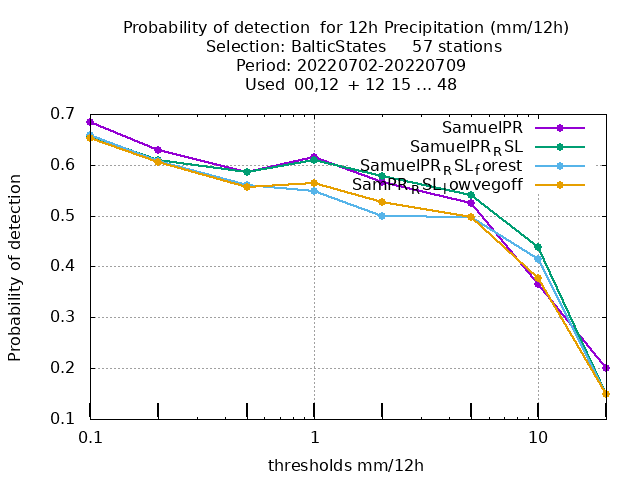 Probability of detection  for 12h Precipitation (mm/12h)
Selection: BalticStates     57 stations
Period: 20220702-20220709
Used  00,12  + 12 15 ... 48
SamuelPR
SamuelPR_RSL
SamuelPR_RSL_forest
SamPR_RSL_lowvegoff
Probability of detection
0.7
0.6
0.5
0.4
0.3
0.2
0.1
0.1
1
10
thresholds mm/12h